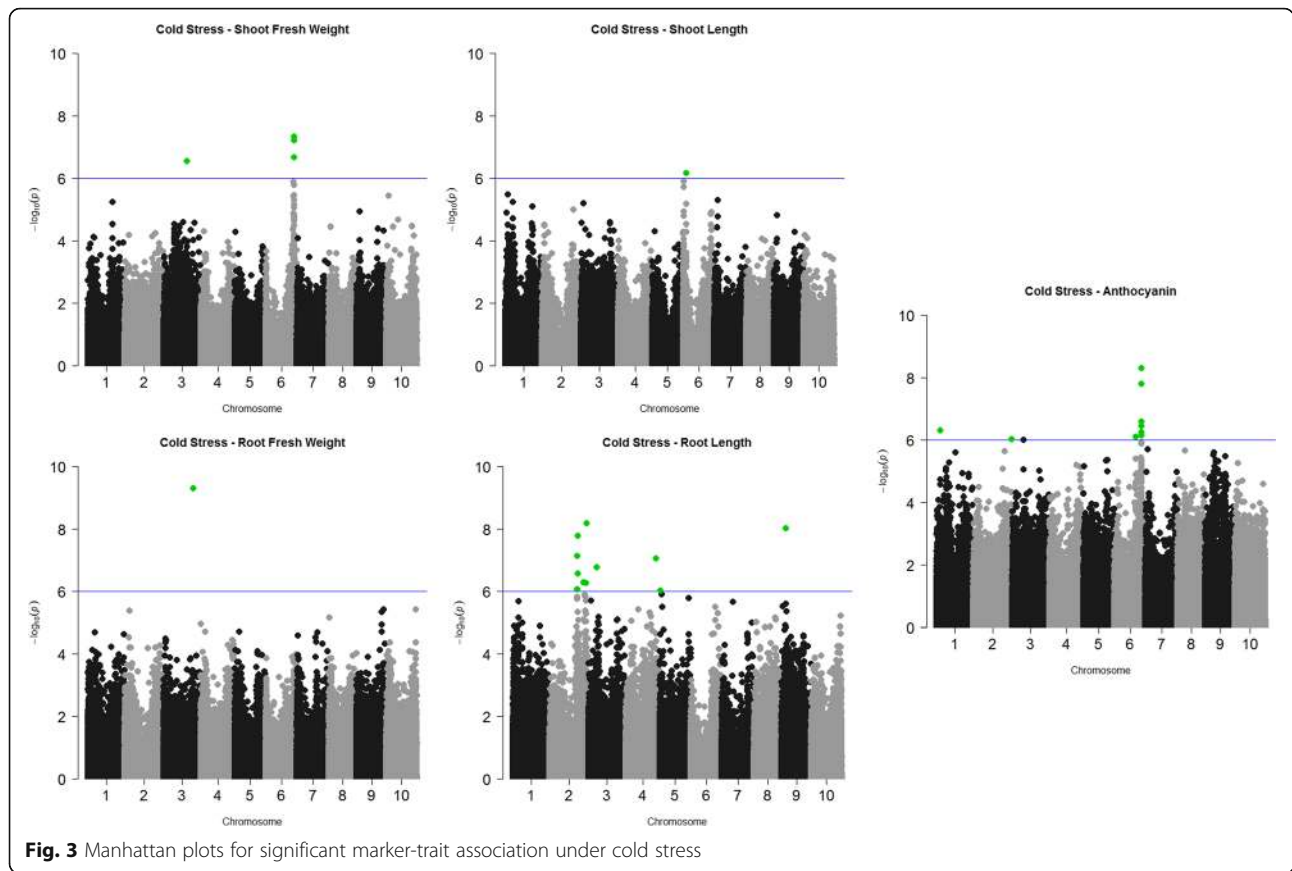 Cold Stress - Shoot Fresh Weight
10
8
6
4
2
0
−log10(p)
1 2 3 4 5 6 7 8 9 10
Chromosome
Cold Stress - Shoot Length
10
8
6
4
2
0
−log10(p)
1 2 3 4 5 6 7 8 9 10
Chromosome
Cold Stress - Anthocyanin
10
8
6
4
2
0
−log10(p)
1 2 3 4 5 6 7 8 9 10
Chromosome
Cold Stress - Root Fresh Weight
10
8
6
4
2
0
−log10(p)
1 2 3 4 5 6 7 8 9 10
Chromosome
Cold Stress - Root Length
10
8
6
4
2
0
−log10(p)
1 2 3 4 5 6 7 8 9 10
Chromosome
Fig. 3 Manhattan plots for significant marker-trait association under cold stress